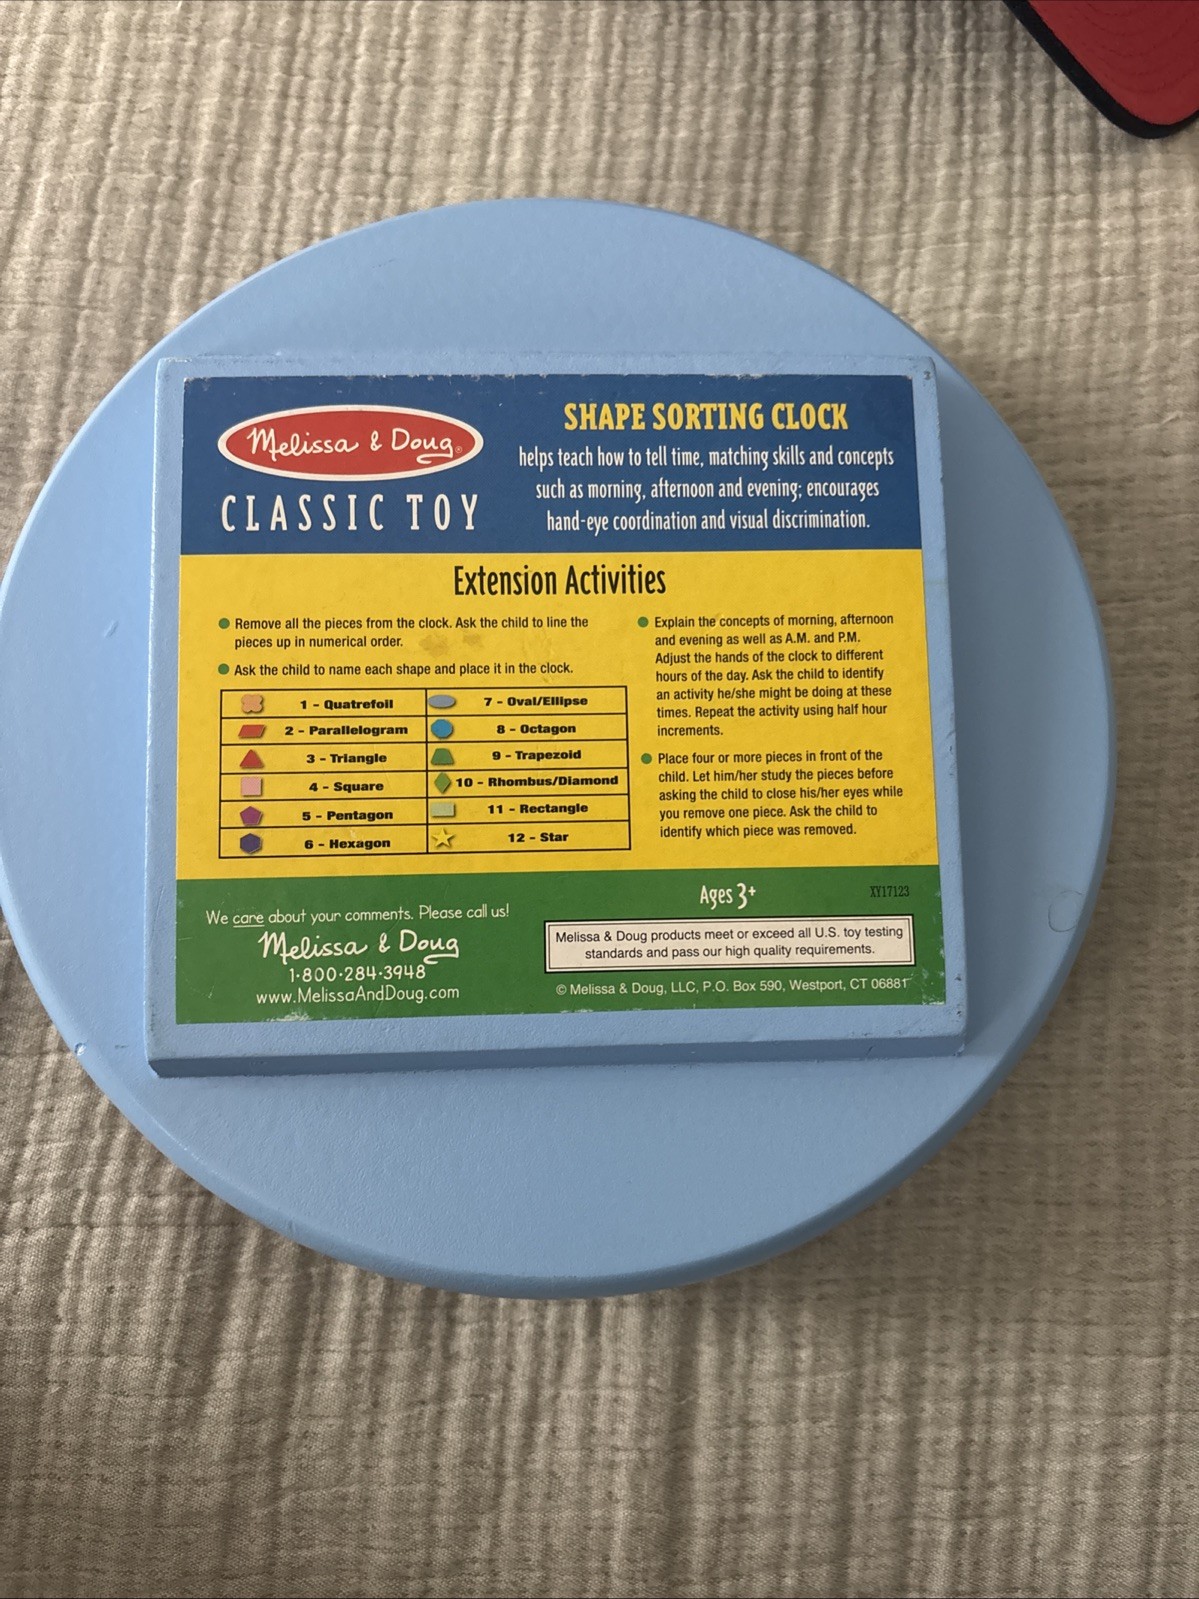 Melissa & Doug®
CLASSIC TOY
SHAPE SORTING CLOCK
helps teach how to tell time, matching skills and concepts
such as morning, afternoon and evening; encourages
hand-eye coordination and visual discrimination.
Extension Activities
● Remove all the pieces from the clock. Ask the child to line the
pieces up in numerical order.
● Ask the child to name each shape and place it in the clock.
1 - Quatrefoil
2 - Parallelogram
3 - Triangle
4 - Square
5 - Pentagon
6 - Hexagon
7 - Oval/Ellipse
8 - Octagon
9 - Trapezoid
10 - Rhombus/Diamond
11 - Rectangle
12 - Star
● Explain the concepts of morning, afternoon
and evening as well as A.M. and P.M.
Adjust the hands of the clock to different
hours of the day. Ask the child to identify
an activity he/she might be doing at these
times. Repeat the activity using half hour
increments.
● Place four or more pieces in front of the
child. Let him/her study the pieces before
asking the child to close his/her eyes while
you remove one piece. Ask the child to
identify which piece was removed.
We care about your comments. Please call us!
Melissa & Doug
1-800-284-3948
www.MelissaAndDoug.com
Ages 3+
XY17123
Melissa & Doug products meet or exceed all U.S. toy testing
standards and pass our high quality requirements.
© Melissa & Doug, LLC, P.O. Box 590, Westport, CT 06881